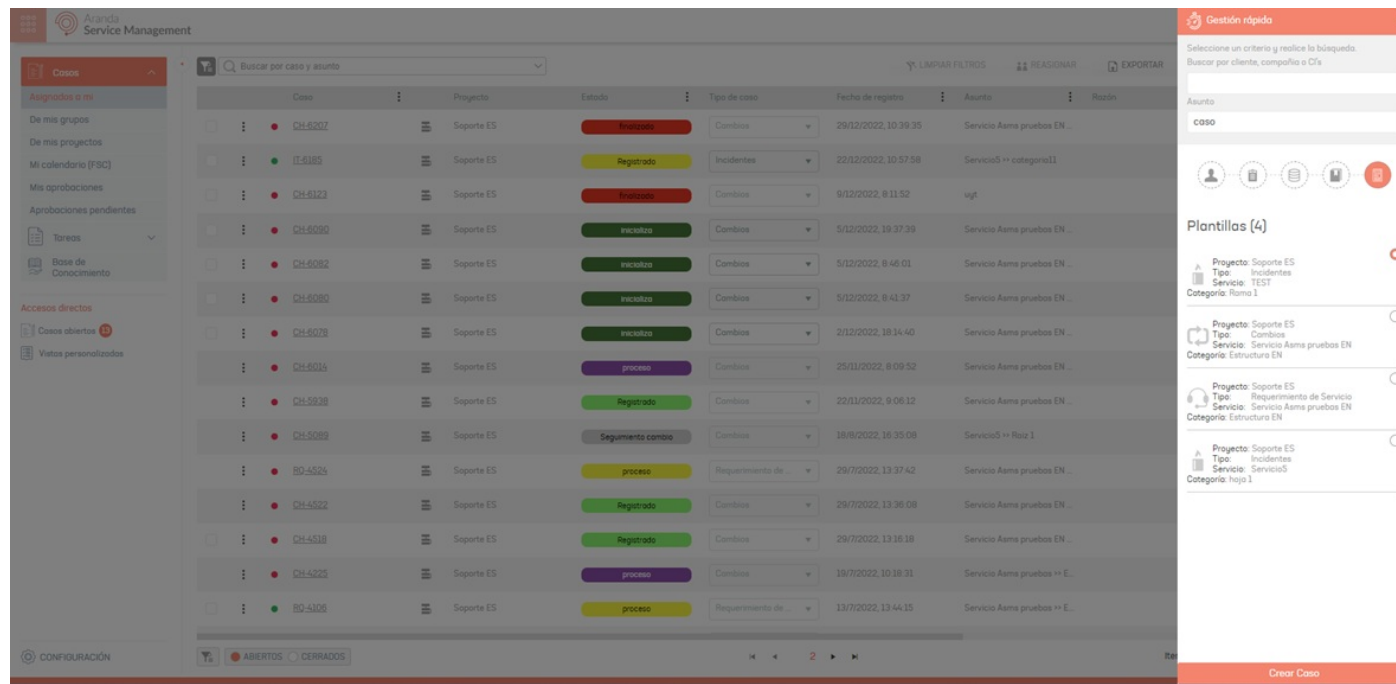 Aranda
Service Management
Gestión rápida
Seleccione un criterio y realice la búsqueda.
Buscar por cliente, compañía o CI's
Asunto
caso
Plantillas (4)
Proyecto: Soporte ES
Tipo: Incidentes
Servicio: TEST
Categoría: Rama 1
Proyecto: Soporte ES
Tipo: Cambios
Servicio: Servicio Asms pruebas EN
Categoría: Estructura EN
Proyecto: Soporte ES
Tipo: Requerimiento de Servicio
Servicio: Servicio Asms pruebas EN
Categoría: Estructura EN
Proyecto: Soporte ES
Tipo: Incidentes
Servicio: Servicio5
Categoría: hoja 1
Crear Caso
Casos
Asignados a mi
De mis grupos
De mis proyectos
Mi calendario (FSC)
Mis aprobaciones
Aprobaciones pendientes
Tareas
Base de
Conocimiento
Accesos directos
Casos abiertos 13
Vistas personalizadas
CONFIGURACIÓN
Buscar por caso y asunto
LIMPIAR FILTROS REASIGNAR EXPORTAR
Caso Proyecto Estado Tipo de caso Fecha de registro Asunto Razón
CH-6207 Soporte ES finalizado Cambios 29/12/2022, 10:39:35 Servicio Asms pruebas EN ...
IT-6165 Soporte ES Registrado Incidentes 22/12/2022, 10:57:58 Servicio5 >> categoria11
CH-6123 Soporte ES finalizado Cambios 9/12/2022, 8:11:52 uyt
CH-6090 Soporte ES inicializa Cambios 5/12/2022, 19:37:39 Servicio Asms pruebas EN ...
CH-6082 Soporte ES inicializa Cambios 5/12/2022, 8:46:01 Servicio Asms pruebas EN ...
CH-6080 Soporte ES inicializa Cambios 5/12/2022, 8:41:37 Servicio Asms pruebas EN ...
CH-6078 Soporte ES inicializa Cambios 2/12/2022, 18:14:40 Servicio Asms pruebas EN ...
CH-6014 Soporte ES proceso Cambios 25/11/2022, 8:09:52 Servicio Asms pruebas EN ...
CH-5938 Soporte ES Registrado Cambios 22/11/2022, 9:06:12 Servicio Asms pruebas EN ...
CH-5089 Soporte ES Seguimiento cambio Cambios 18/8/2022, 16:35:09 Servicio5 >> Raiz 1
RQ-4524 Soporte ES proceso Requerimiento de ... 29/7/2022, 13:37:42 Servicio Asms pruebas EN ...
CH-4522 Soporte ES Registrado Cambios 29/7/2022, 13:36:08 Servicio Asms pruebas EN ...
CH-4518 Soporte ES Registrado Cambios 29/7/2022, 13:16:18 Servicio Asms pruebas EN ...
CH-4225 Soporte ES proceso Cambios 19/7/2022, 10:18:31 Servicio Asms pruebas >> E...
RQ-4108 Soporte ES proceso Requerimiento de ... 13/7/2022, 13:44:15 Servicio Asms pruebas >> E...
ABIERTOS CERRADOS
2